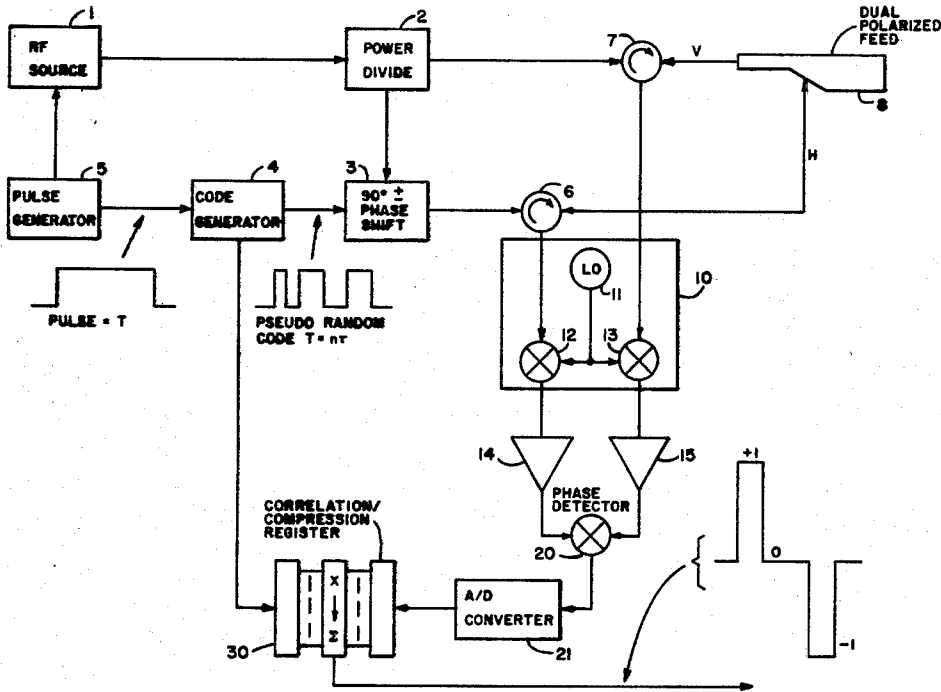 1
RF
SOURCE
2
POWER
DIVIDE
7
V
DUAL
POLARIZED
FEED
8
H
5
PULSE
GENERATOR
4
CODE
GENERATOR
3
90° ±
PHASE
SHIFT
6
PULSE = T
PSEUDO RANDOM
CODE T = nτ
LO
11
10
12
13
14
15
PHASE
DETECTOR
20
CORRELATION/
COMPRESSION
REGISTER
X
Σ
30
A/D
CONVERTER
21
+1
0
-1